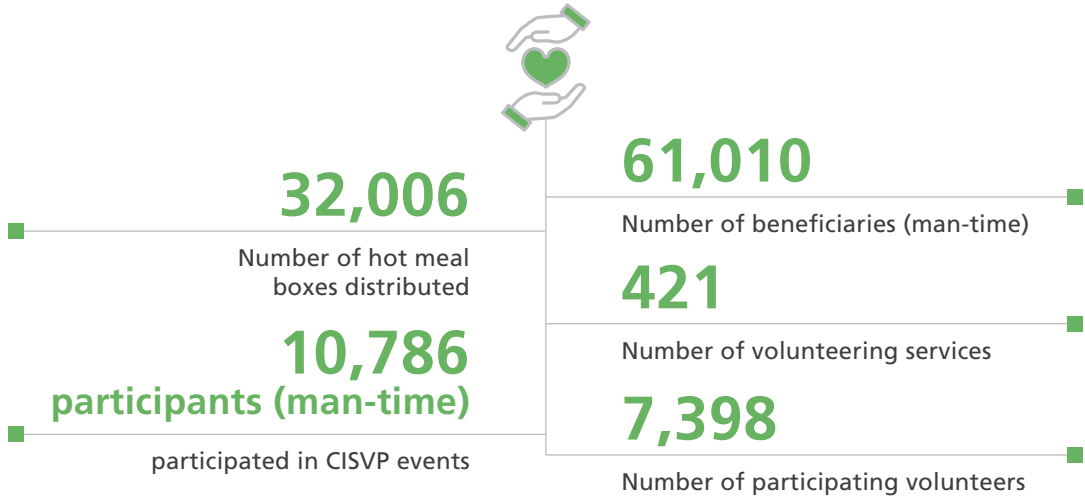 32,006
Number of hot meal
boxes distributed
10,786
participants (man-time)
participated in CISVP events
61,010
Number of beneficiaries (man-time)
421
Number of volunteering services
7,398
Number of participating volunteers